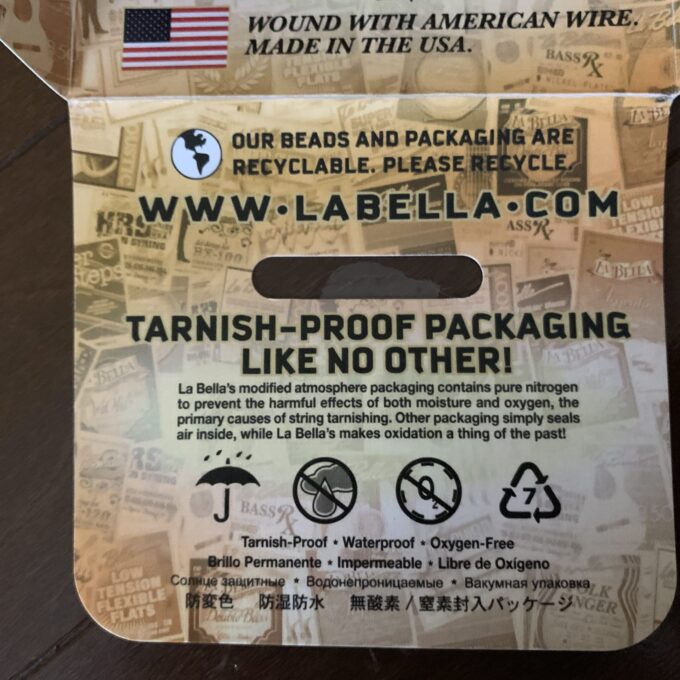 WOUND WITH AMERICAN WIRE.
MADE IN THE USA.
OUR BEADS AND PACKAGING ARE
RECYCLABLE. PLEASE RECYCLE.
WWW•LABELLA•COM
TARNISH-PROOF PACKAGING
LIKE NO OTHER!
La Bella's modified atmosphere packaging contains pure nitrogen
to prevent the harmful effects of both moisture and oxygen, the
primary causes of string tarnishing. Other packaging simply seals
air inside, while La Bella's makes oxidation a thing of the past!
O2
7
Tarnish-Proof ⋆ Waterproof ⋆ Oxygen-Free
Brillo Permanente ⋆ Impermeable ⋆ Libre de Oxígeno
Солнце защитные ⋆ Водонепроницаемые ⋆ Вакумная упаковка
防変色 防湿防水 無酸素 / 窒素封入パッケージ